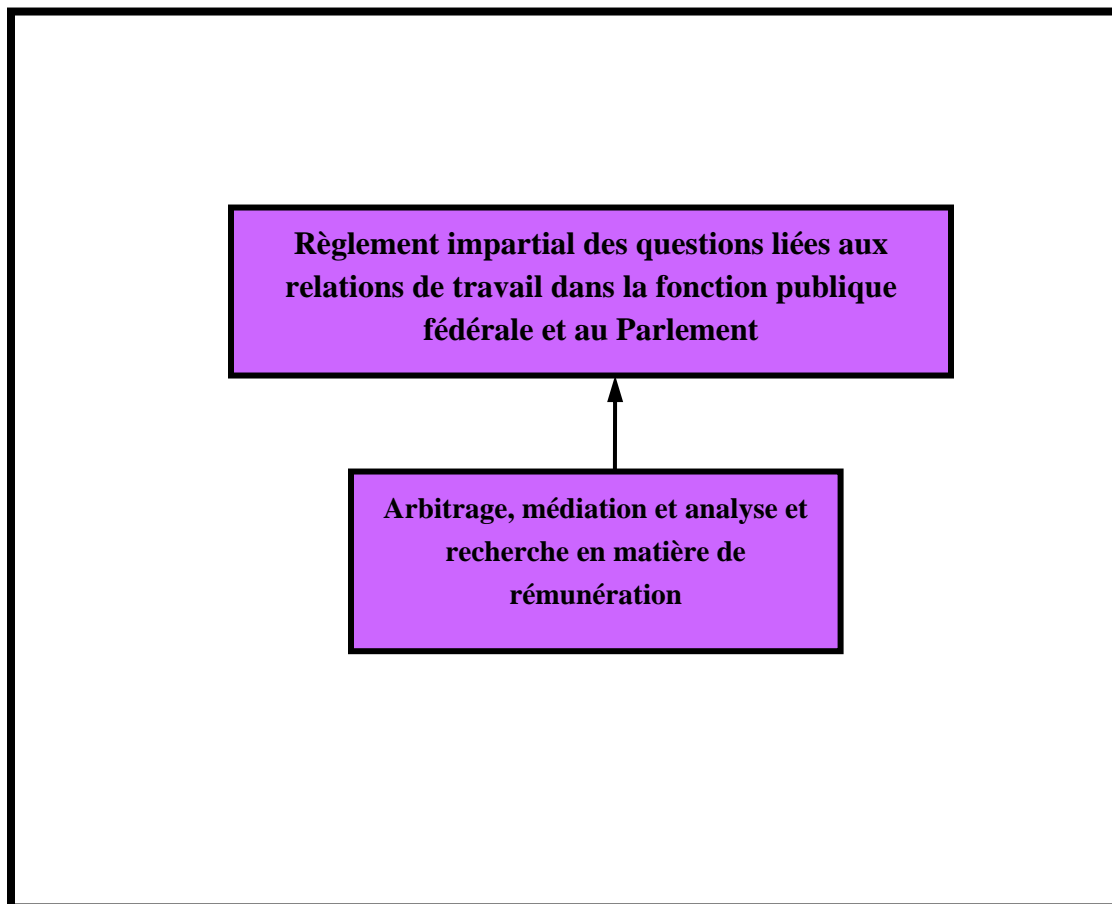 Règlement impartial des questions liées aux
relations de travail dans la fonction publique
fédérale et au Parlement
Arbitrage, médiation et analyse et
recherche en matière de
rémunération